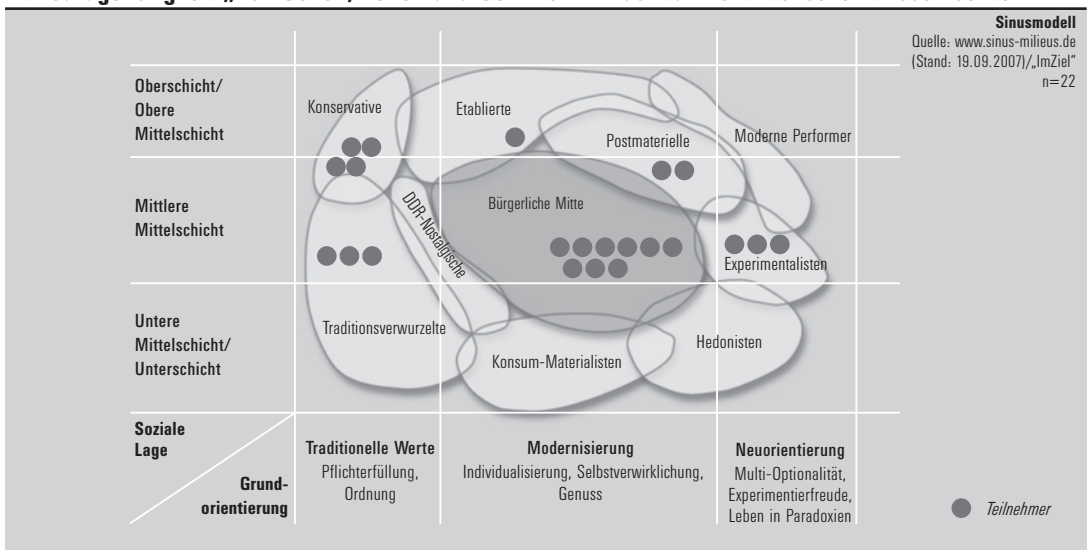 Sinusmodell
Quelle: www.sinus-milieus.de
(Stand: 19.09.2007)/„ImZiel"
n=22
Oberschicht/
Obere
Mittelschicht
Konservative
Etablierte
Postmaterielle
Moderne Performer
Mittlere
Mittelschicht
DDR-Nostalgische
Bürgerliche Mitte
Experimentalisten
Untere
Mittelschicht/
Unterschicht
Traditionsverwurzelte
Konsum-Materialisten
Hedonisten
Soziale
Lage
Grund-
orientierung
Traditionelle Werte
Pflichterfüllung,
Ordnung
Modernisierung
Individualisierung, Selbstverwirklichung,
Genuss
Neuorientierung
Multi-Optionalität,
Experimentierfreude,
Leben in Paradoxien
Teilnehmer